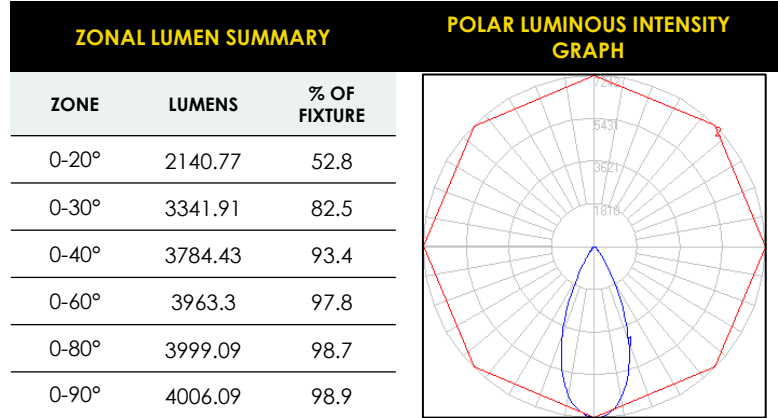 ZONAL LUMEN SUMMARY
POLAR LUMINOUS INTENSITY
GRAPH
ZONE LUMENS % OF
FIXTURE
0-20° 2140.77 52.8
0-30° 3341.91 82.5
0-40° 3784.43 93.4
0-60° 3963.3 97.8
0-80° 3999.09 98.7
0-90° 4006.09 98.9
7242
5431
2
3621
1810
1